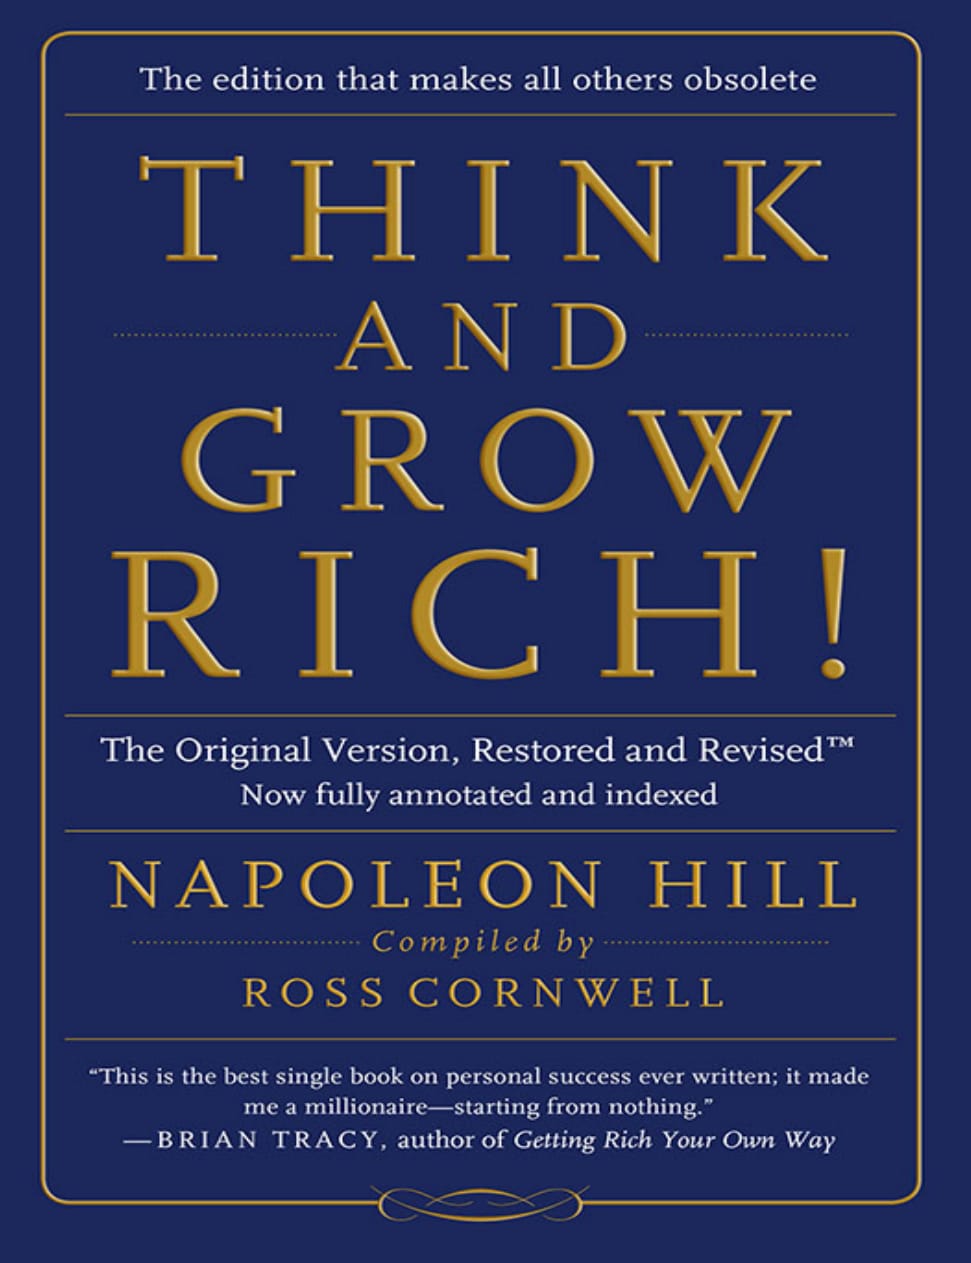 The edition that makes all others obsolete
THINK
AND
GROW
RICH!
The Original Version, Restored and Revised™
Now fully annotated and indexed
NAPOLEON HILL
Compiled by
ROSS CORNWELL
“This is the best single book on personal success ever written; it made
me a millionaire—starting from nothing.”
—BRIAN TRACY, author of Getting Rich Your Own Way